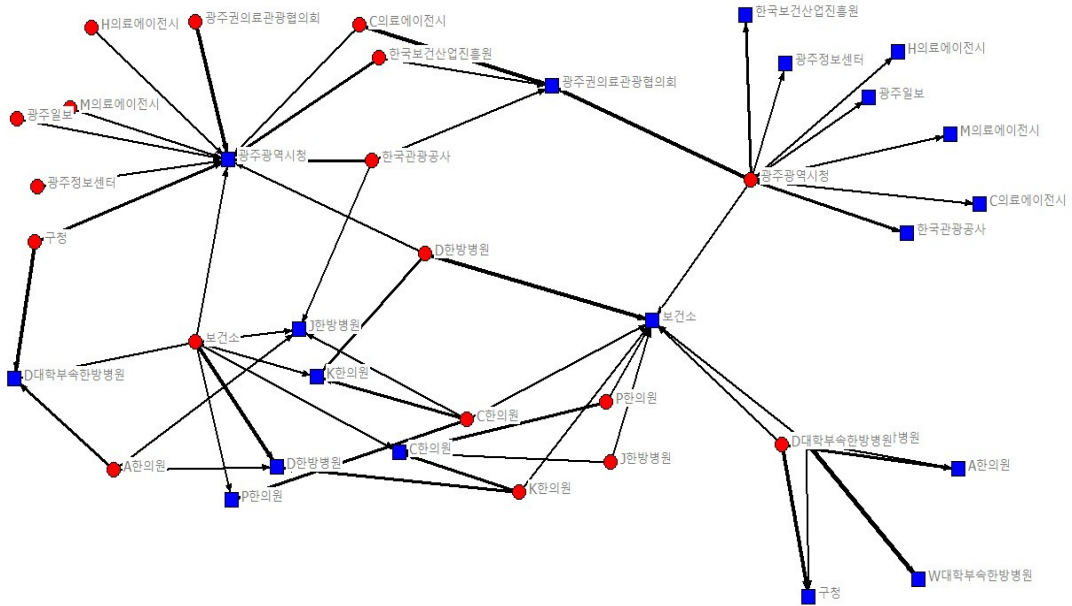 한국보건산업진흥원
H의료에이전시
광주권의료관광협의회
C의료에이전시
한국보건산업진흥원
H의료에이전시
광주정보센터
광주권의료관광협의회
광주일보
M의료에이전시
광주일보
M의료에이전시
광주광역시청
한국관광공사
광주광역시청
광주정보센터
C의료에이전시
한국관광공사
구청
D한방병원
보건소
J한방병원
보건소
D대학부속한방병원
K한의원
P한의원
C한의원
D대학부속한방병원
병원
C한의원
J한방병원
A한의원
D한방병원
A한의원
P한의원
K한의원
W대학부속한방병원
구청